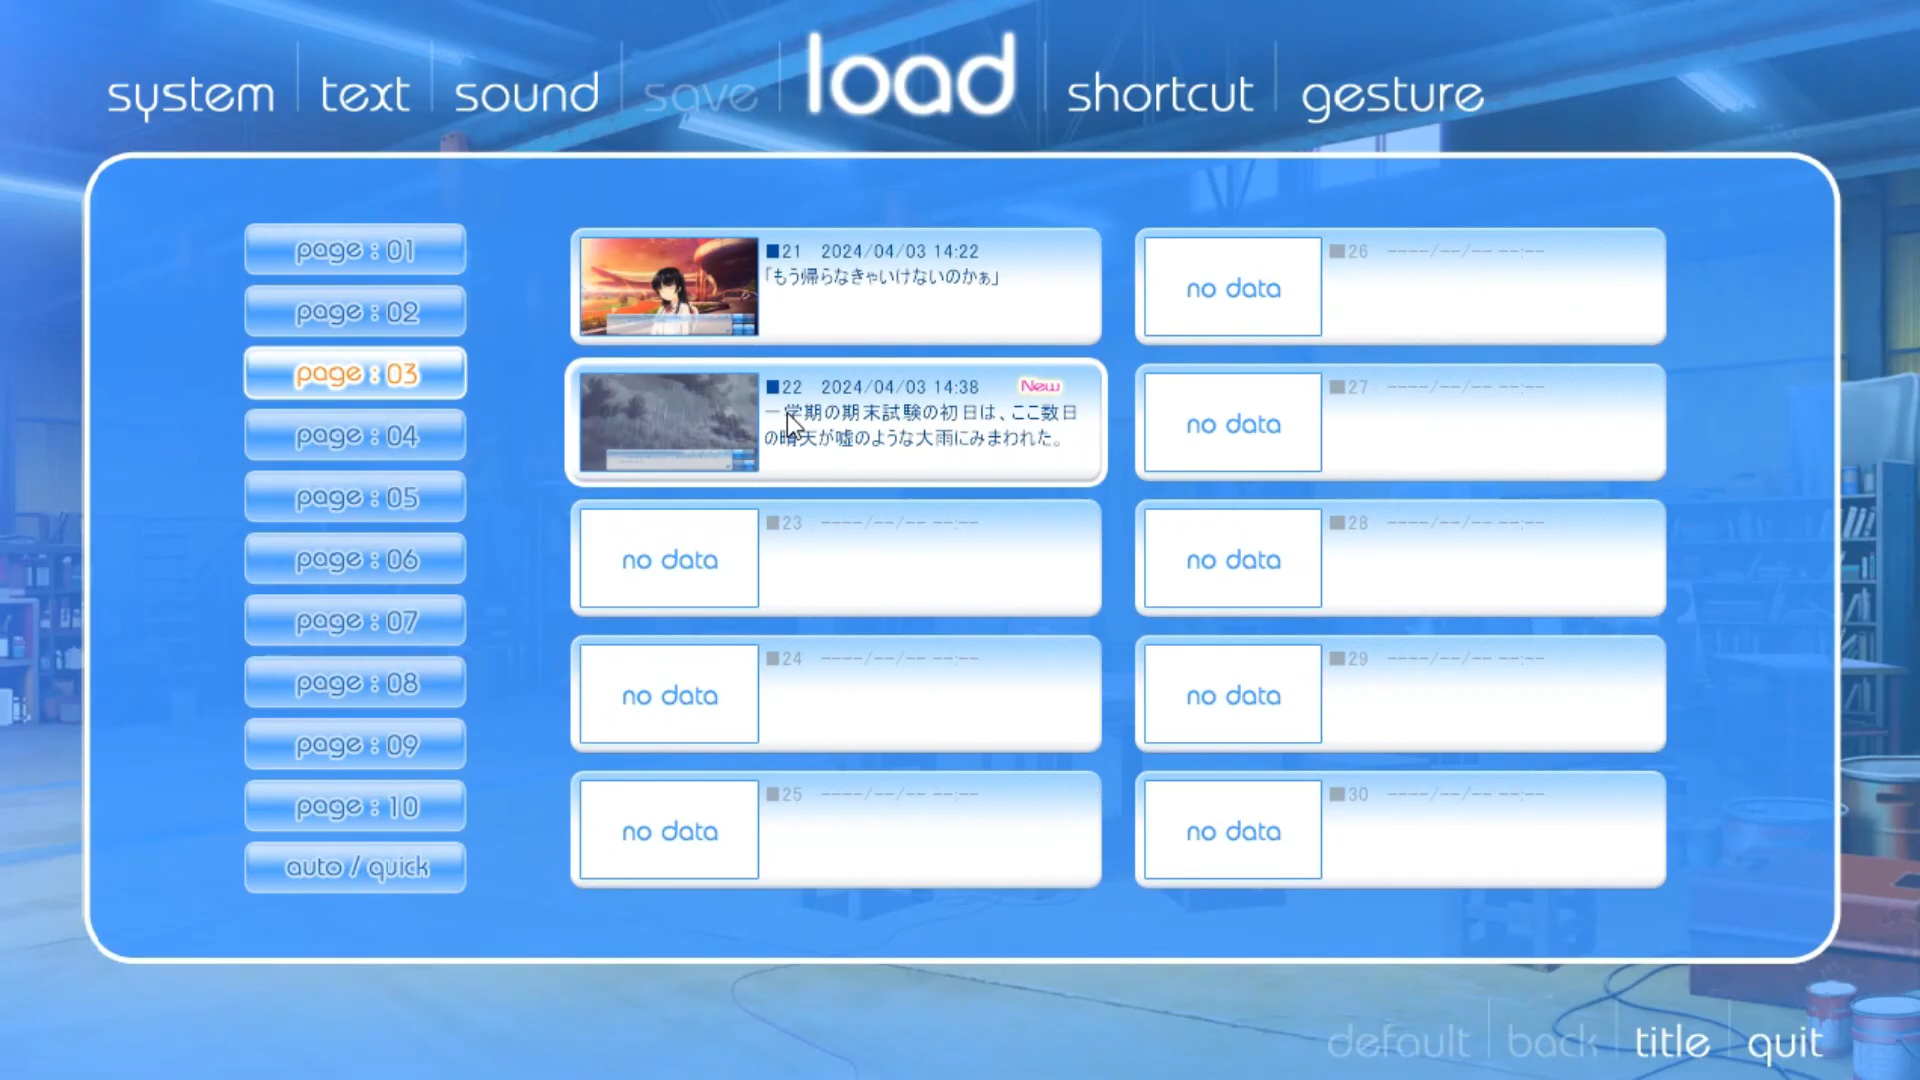 system text sound save load shortcut gesture
page : 01
page : 02
page : 03
page : 04
page : 05
page : 06
page : 07
page : 08
page : 09
page : 10
auto / quick
■21 2024/04/03 14:22
「もう帰らなきゃいけないのかぁ」
■22 2024/04/03 14:38 New
一学期の期末試験の初日は、ここ数日
の晴天が嘘のような大雨にみまわれた。
■23 ----/--/-- --:--
no data
■24 ----/--/-- --:--
no data
■25 ----/--/-- --:--
no data
■26 ----/--/-- --:--
no data
■27 ----/--/-- --:--
no data
■28 ----/--/-- --:--
no data
■29 ----/--/-- --:--
no data
■30 ----/--/-- --:--
no data
default back title quit